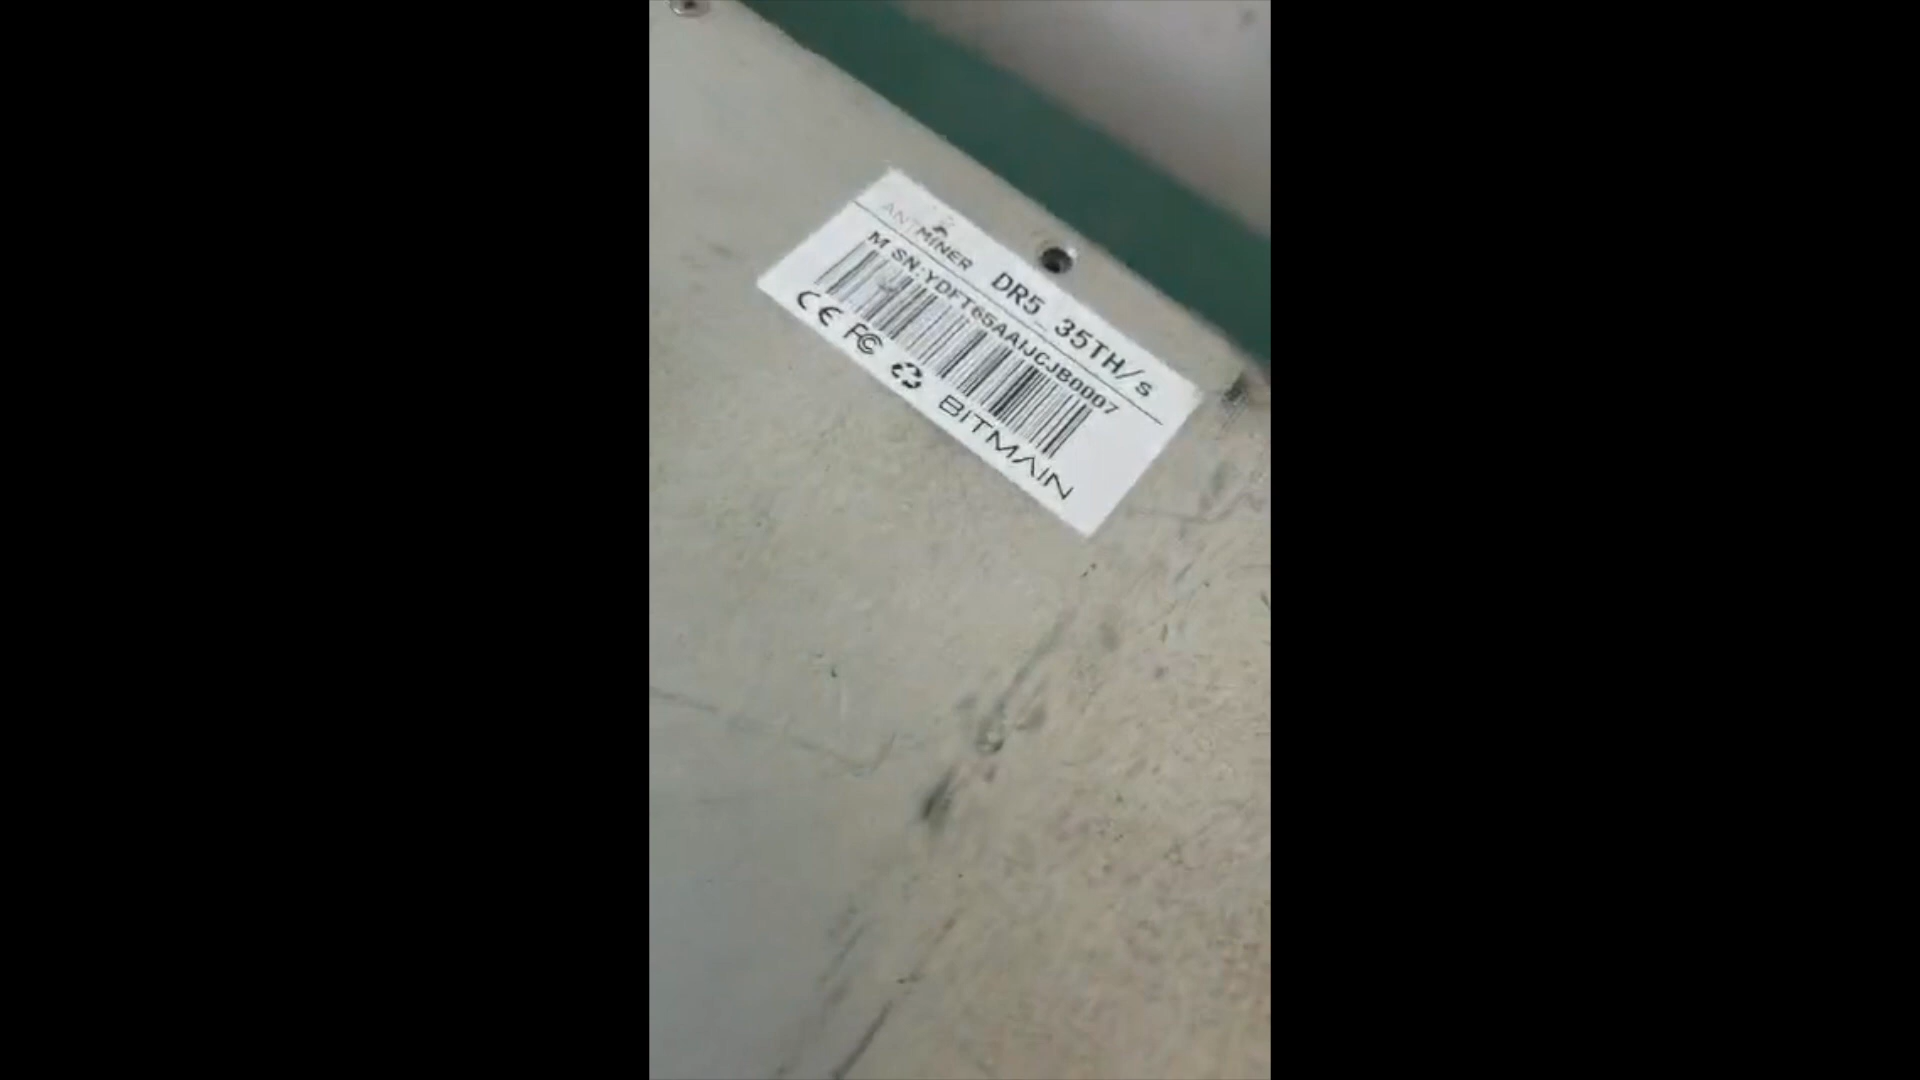 ANTMINER DR5_35TH/s
M SN:YDFT65AAIJCJB0007
CE FC BITMAIN